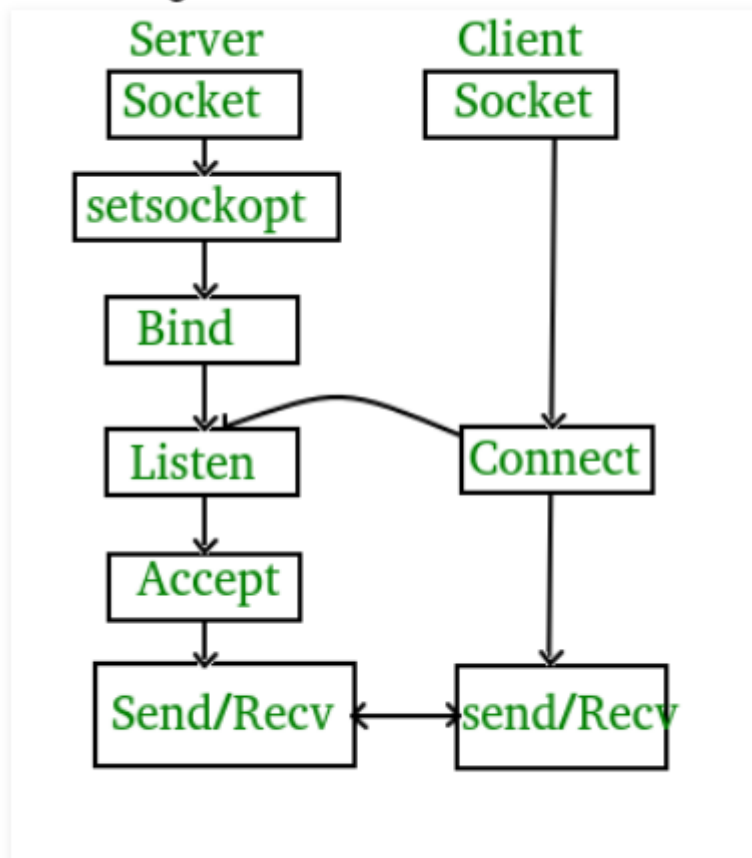 Server
Client
Socket
Socket
setsockopt
Bind
Listen
Connect
Accept
Send/Recv
send/Recv